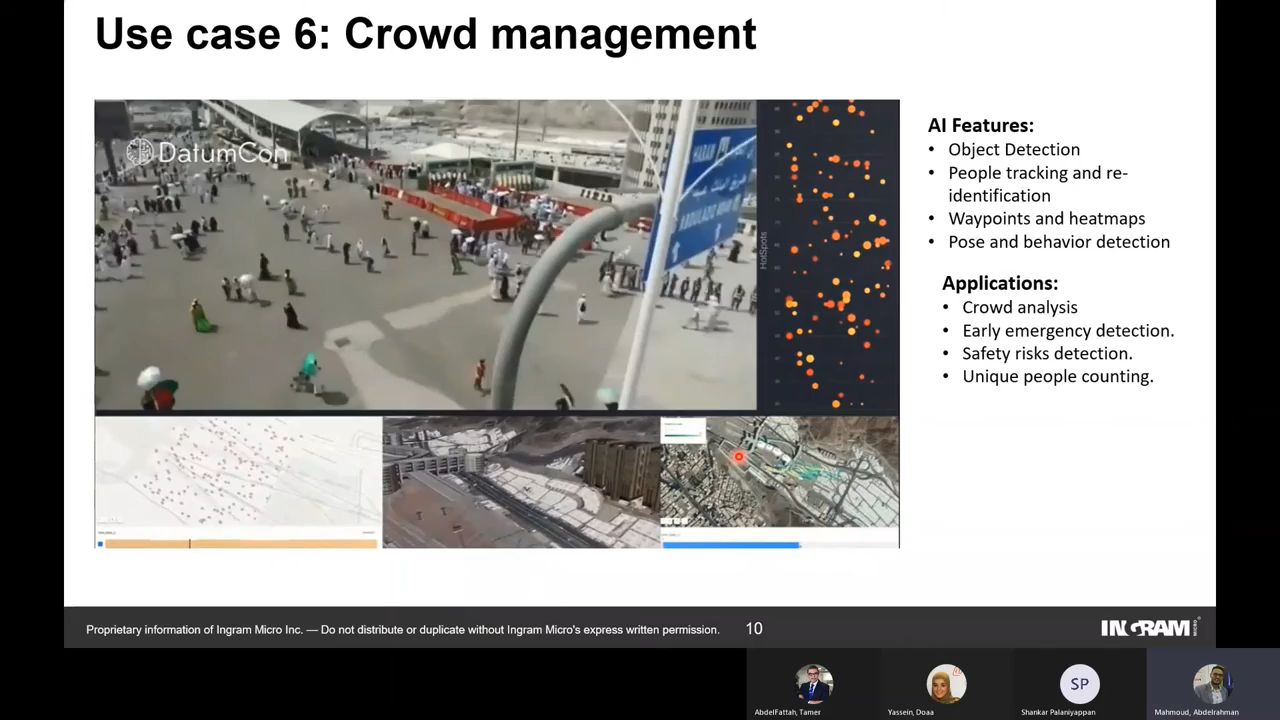 Use case 6: Crowd management
DatumCon
HARAM
HotSpots
AI Features:
• Object Detection
• People tracking and re-
identification
• Waypoints and heatmaps
• Pose and behavior detection
Applications:
• Crowd analysis
• Early emergency detection.
• Safety risks detection.
• Unique people counting.
Proprietary information of Ingram Micro Inc. — Do not distribute or duplicate without Ingram Micro's express written permission.
10
INGRAM MICRO
SP
AbdelFattah, Tamer
Yassein, Doaa
Shankar Palaniyappan
Mahmoud, Abdelrahman